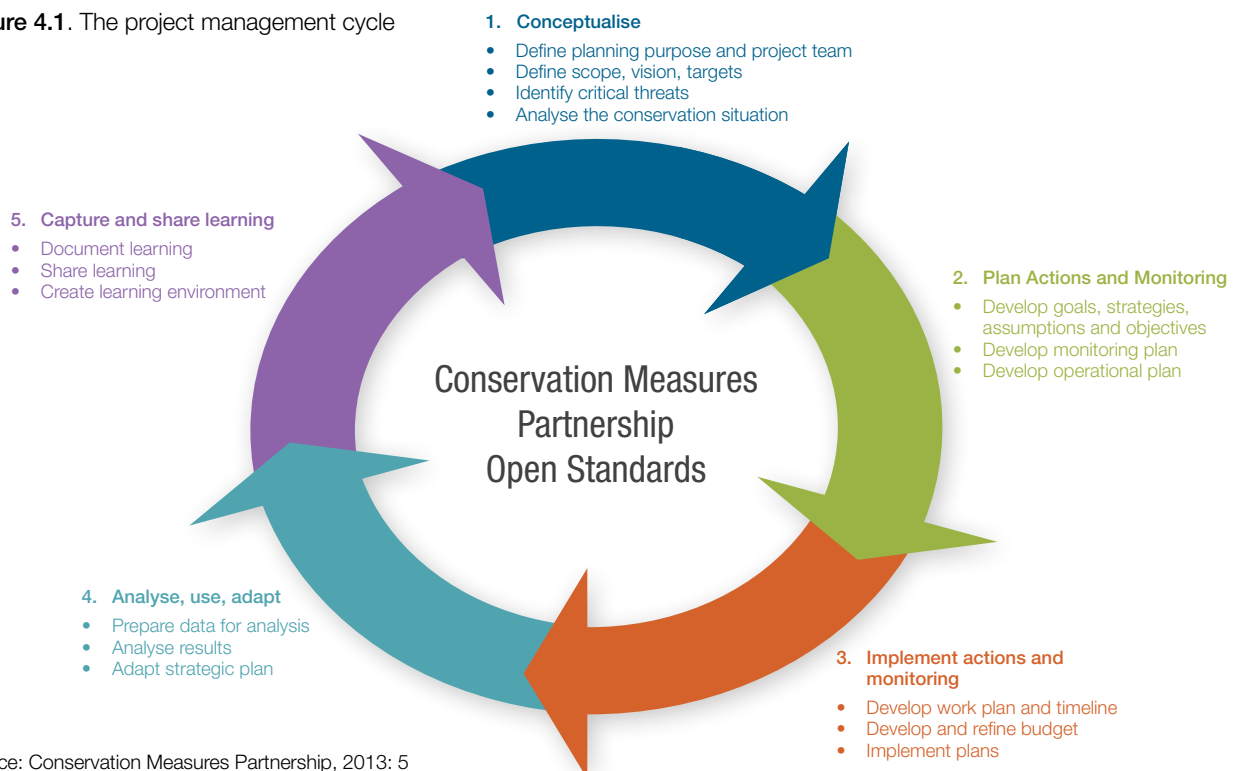 ure 4.1. The project management cycle
1. Conceptualise
• Define planning purpose and project team
• Define scope, vision, targets
• Identify critical threats
• Analyse the conservation situation
2. Plan Actions and Monitoring
• Develop goals, strategies,
assumptions and objectives
• Develop monitoring plan
• Develop operational plan
3. Implement actions and
monitoring
• Develop work plan and timeline
• Develop and refine budget
• Implement plans
4. Analyse, use, adapt
• Prepare data for analysis
• Analyse results
• Adapt strategic plan
5. Capture and share learning
• Document learning
• Share learning
• Create learning environment
Conservation Measures
Partnership
Open Standards
ce: Conservation Measures Partnership, 2013: 5